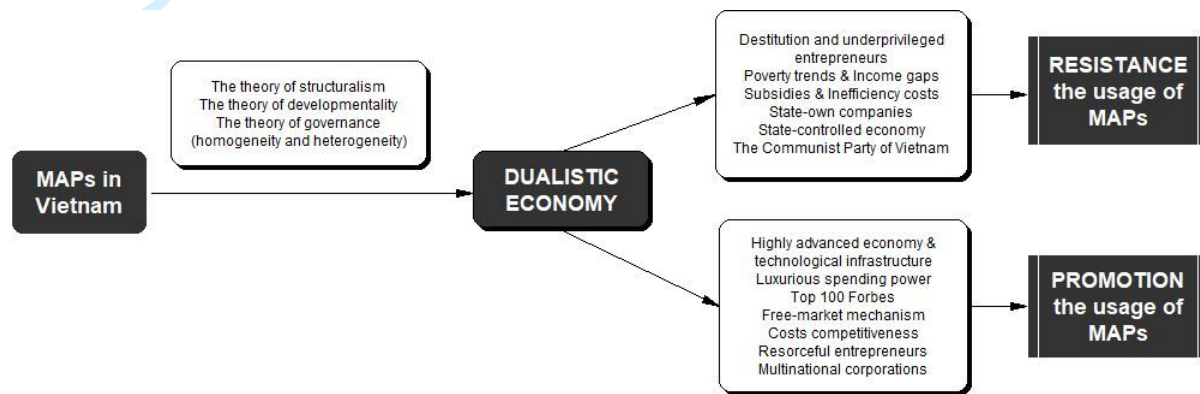 MAPs in
Vietnam
The theory of structuralism
The theory of developmentality
The theory of governance
(homogeneity and heterogeneity)
DUALISTIC
ECONOMY
Destitution and underprivileged
entrepreneurs
Poverty trends & Income gaps
Subsidies & Inefficiency costs
State-own companies
State-controlled economy
The Communist Party of Vietnam
RESISTANCE
the usage of
MAPs
Highly advanced economy &
technological infrastructure
Luxurious spending power
Top 100 Forbes
Free-market mechanism
Costs competitiveness
Resorceful entrepreneurs
Multinational corporations
PROMOTION
the usage of
MAPs